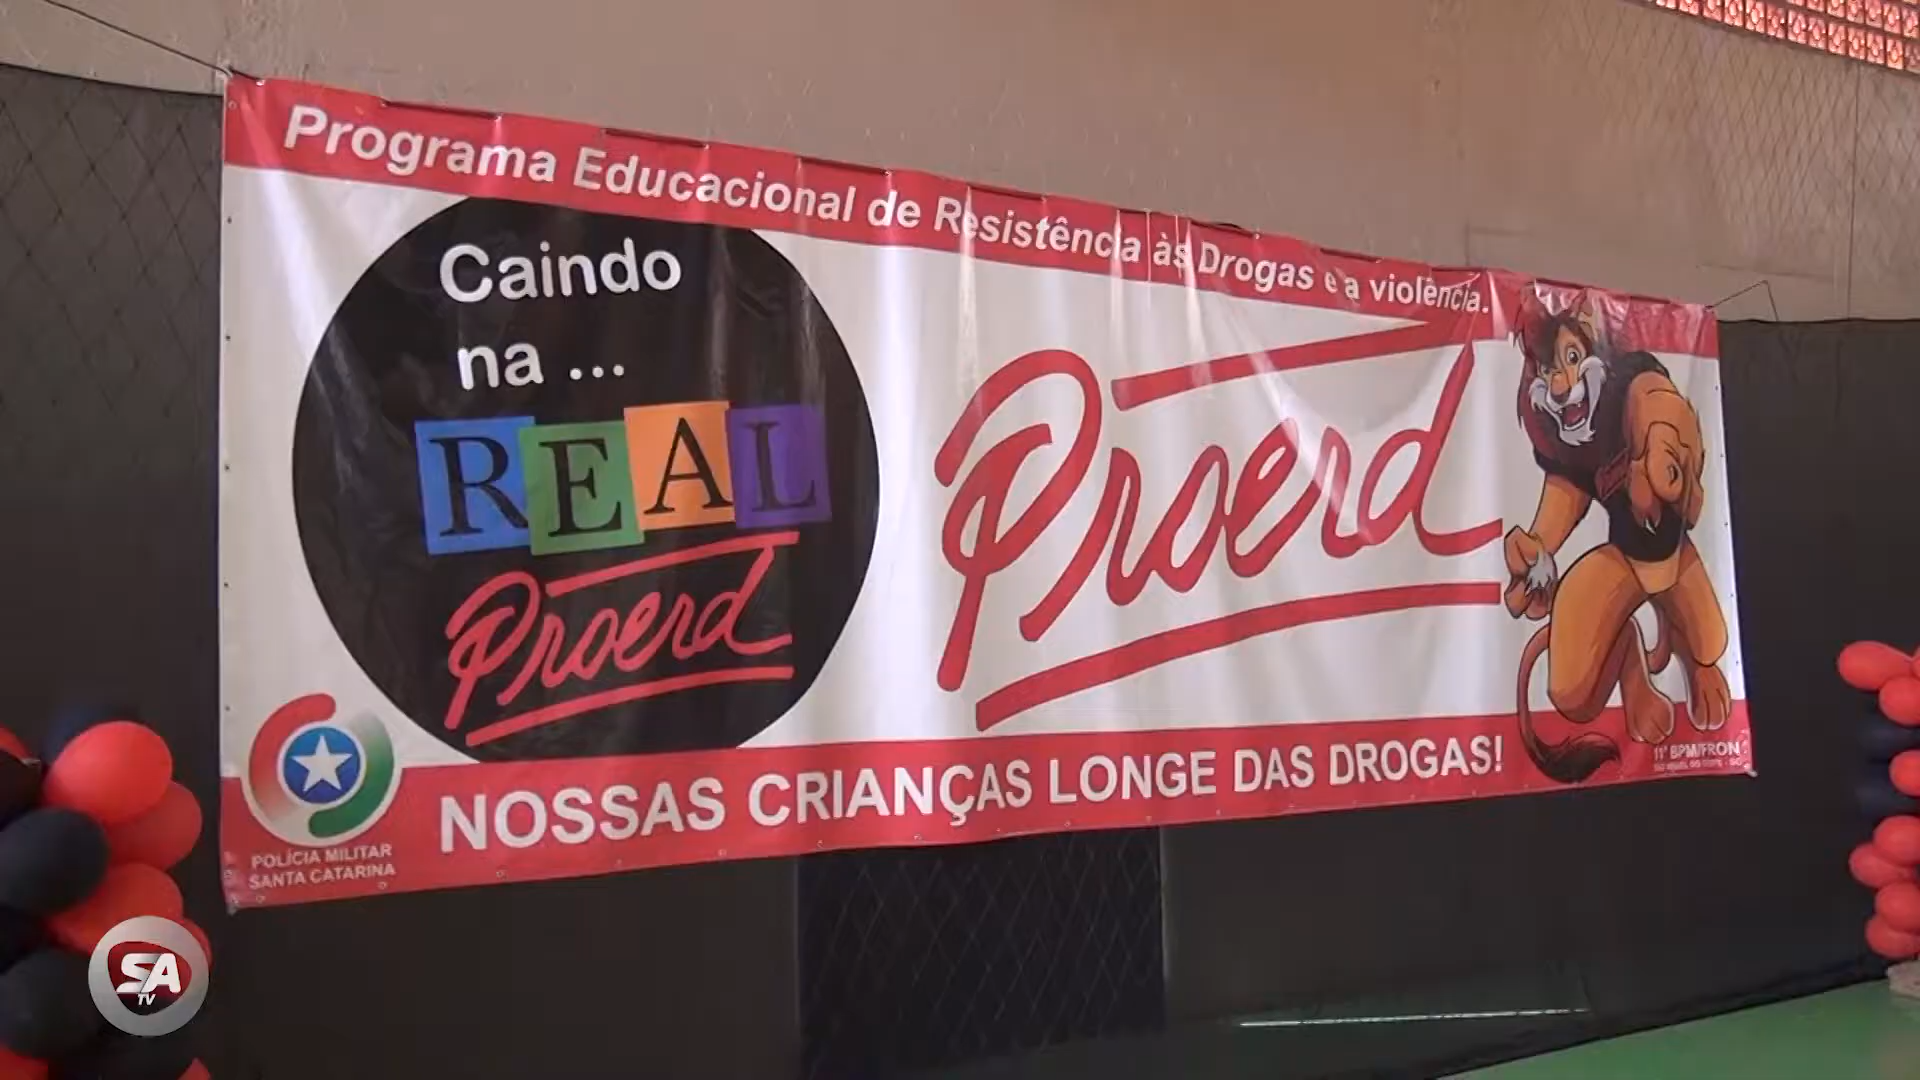 Programa Educacional de Resistência às Drogas e a violência.
Caindo
na ...
REAL
Proerd
Proerd
NOSSAS CRIANÇAS LONGE DAS DROGAS!
POLÍCIA MILITAR
SANTA CATARINA
11º BPM/FRON
SA
TV